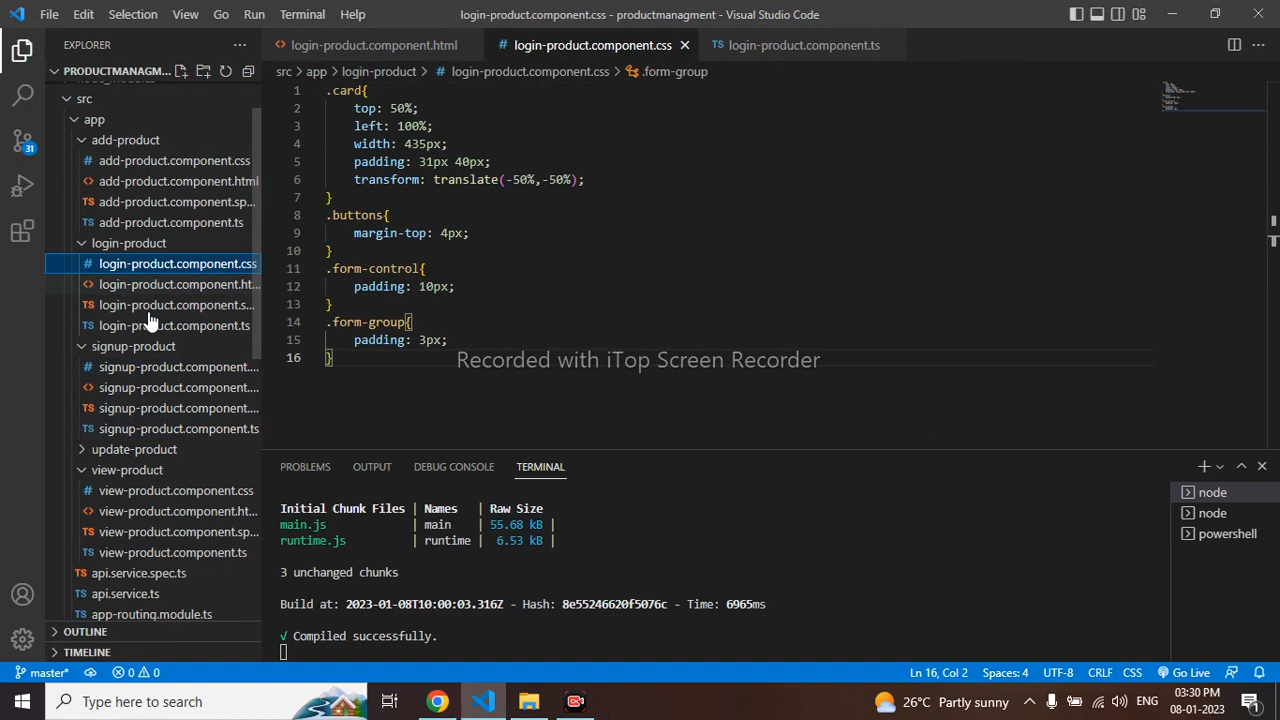 File Edit Selection View Go Run Terminal Help
login-product.component.css - productmanagment - Visual Studio Code
EXPLORER
PRODUCTMANAGM...
src
app
add-product
add-product.component.css
add-product.component.html
add-product.component.sp...
add-product.component.ts
login-product
login-product.component.css
login-product.component.ht...
login-product.component.s...
login-product.component.ts
signup-product
signup-product.component....
signup-product.component....
signup-product.component....
signup-product.component.ts
update-product
view-product
view-product.component.css
view-product.component.ht...
view-product.component.sp...
view-product.component.ts
api.service.spec.ts
api.service.ts
app-routing.module.ts
OUTLINE
TIMELINE
31
login-product.component.html login-product.component.css login-product.component.ts
src > app > login-product > login-product.component.css > .form-group
1 .card{
2 top: 50%;
3 left: 100%;
4 width: 435px;
5 padding: 31px 40px;
6 transform: translate(-50%,-50%);
7 }
8 .buttons{
9 margin-top: 4px;
10 }
11 .form-control{
12 padding: 10px;
13 }
14 .form-group{
15 padding: 3px;
16 }
Recorded with iTop Screen Recorder
PROBLEMS OUTPUT DEBUG CONSOLE TERMINAL
Initial Chunk Files | Names | Raw Size
main.js | main | 55.68 kB |
runtime.js | runtime | 6.53 kB |
3 unchanged chunks
Build at: 2023-01-08T10:00:03.316Z - Hash: 8e55246620f5076c - Time: 6965ms
√ Compiled successfully.
node
node
powershell
master* 0 0 Ln 16, Col 2 Spaces: 4 UTF-8 CRLF CSS Go Live
Type here to search
26°C Partly sunny ENG 03:30 PM
08-01-2023
1